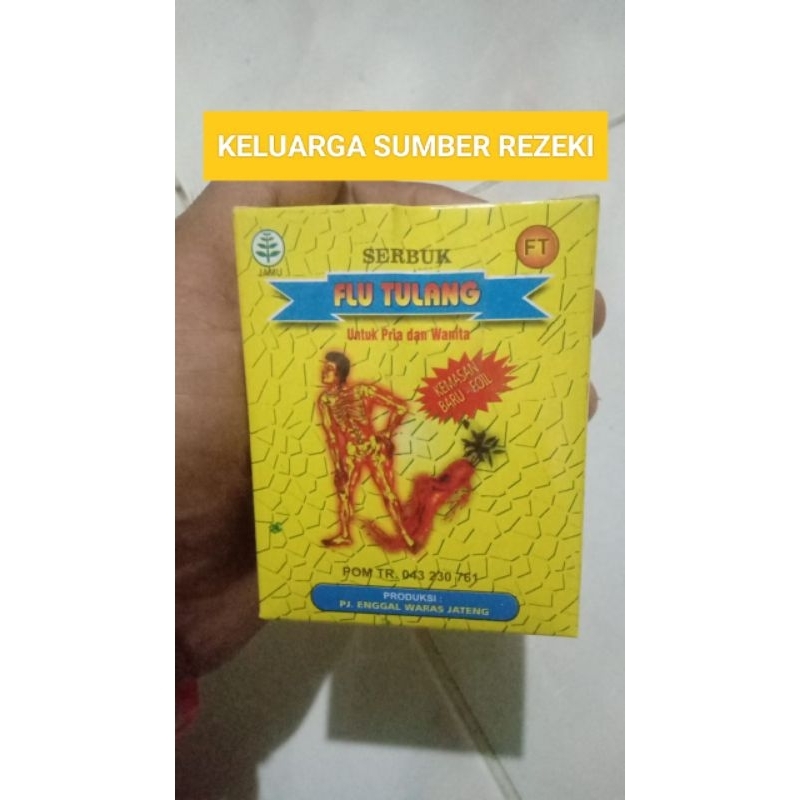 KELUARGA SUMBER REZEKI
JAMU
SERBUK
FT
FLU TULANG
Untuk Pria dan Wanita
KEMASAN
BARU - FOIL
POM TR. 043 230 761
PRODUKSI :
PJ. ENGGAL WARAS JATENG